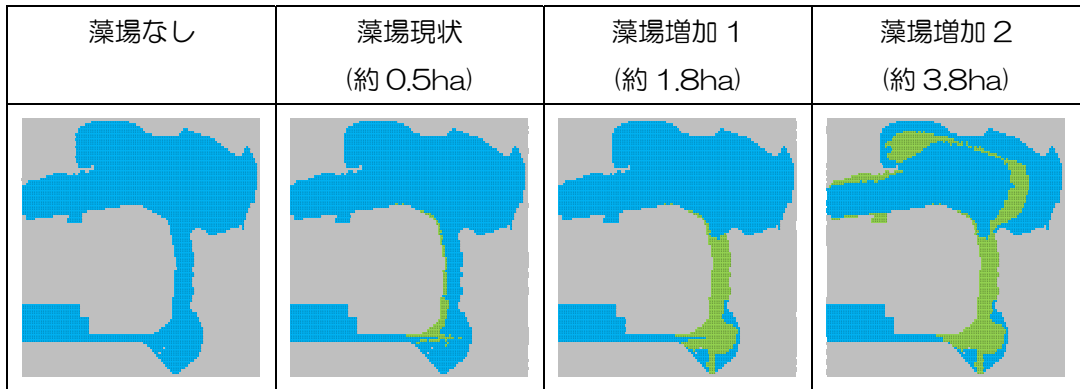 藻場なし
藻場現状
(約 0.5ha)
藻場増加 1
(約 1.8ha)
藻場増加 2
(約 3.8ha)